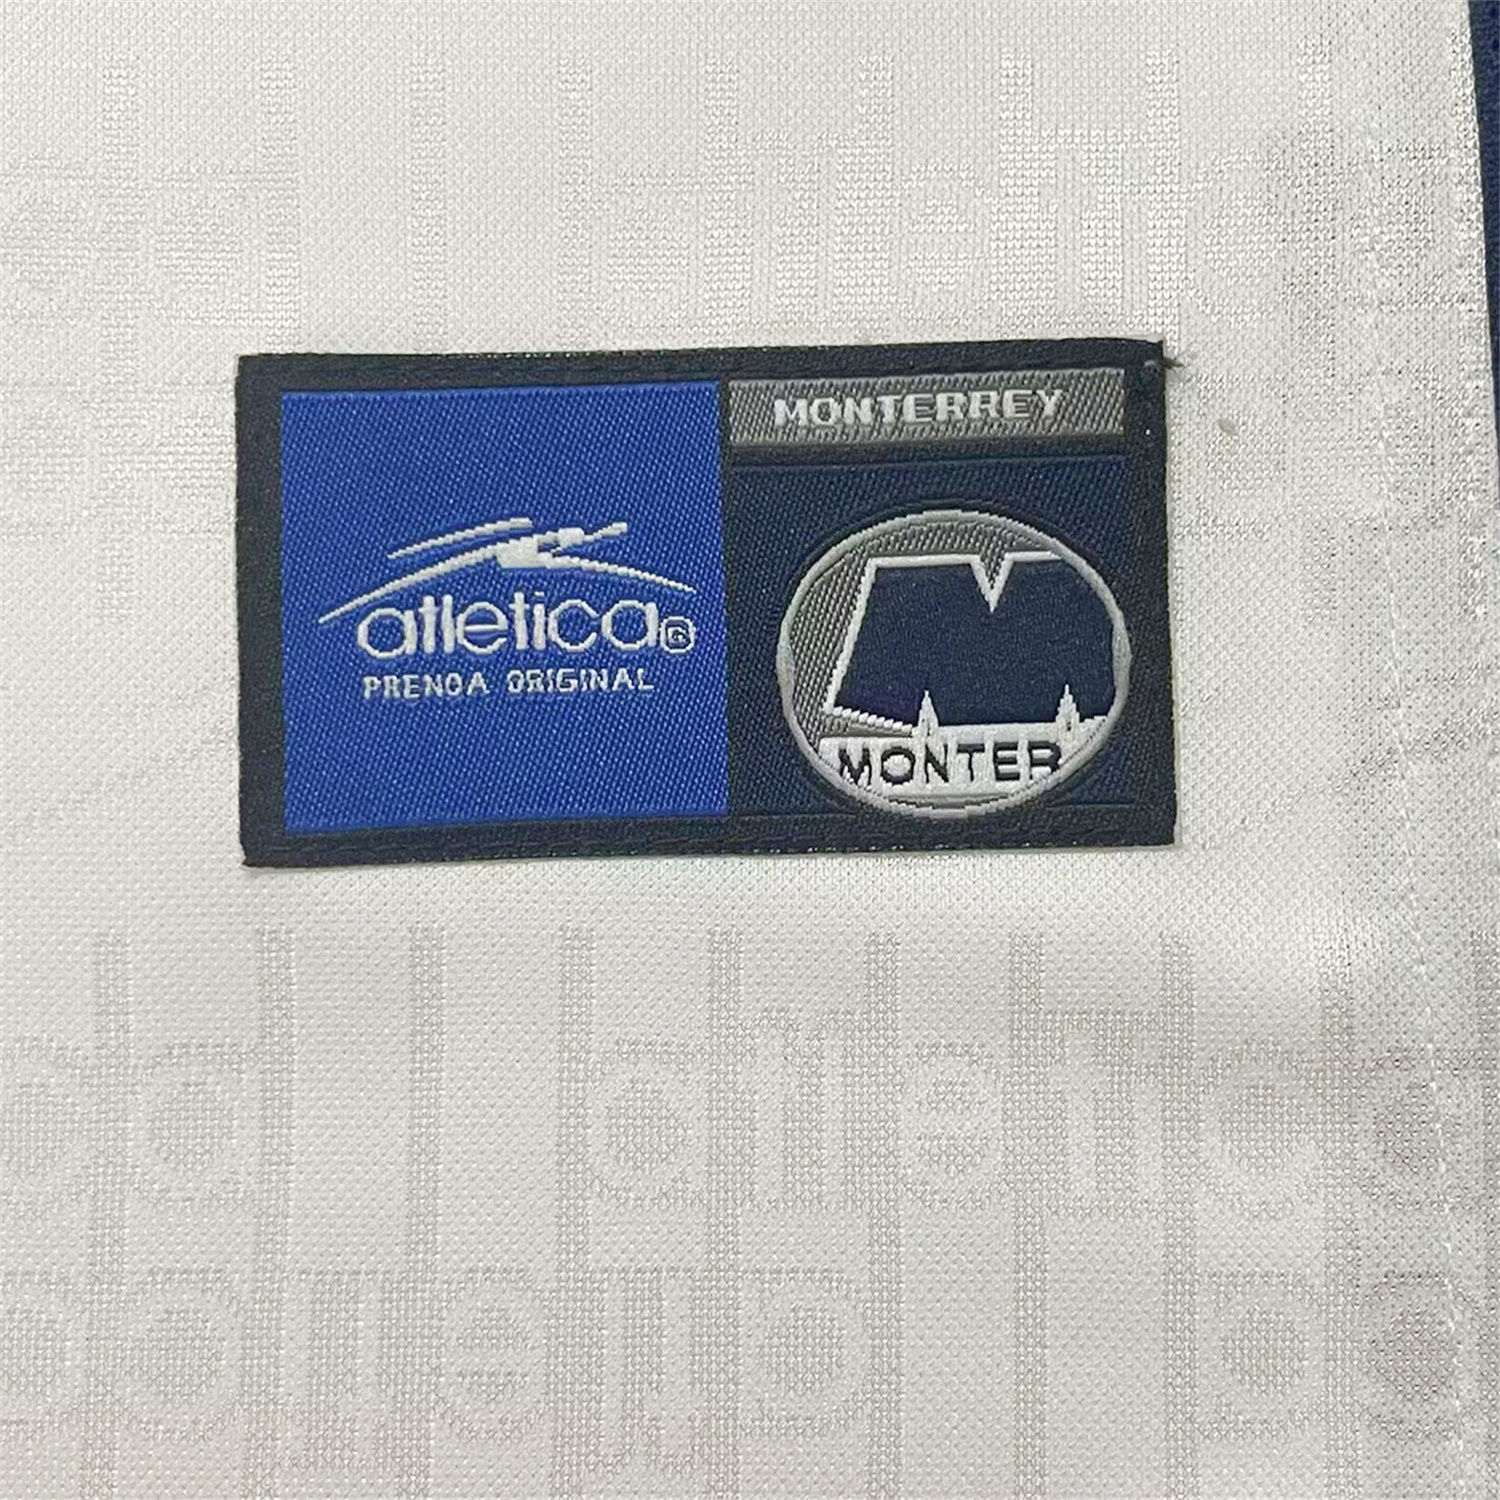 MONTERREY
atletica®
PRENDA ORIGINAL
MONTER